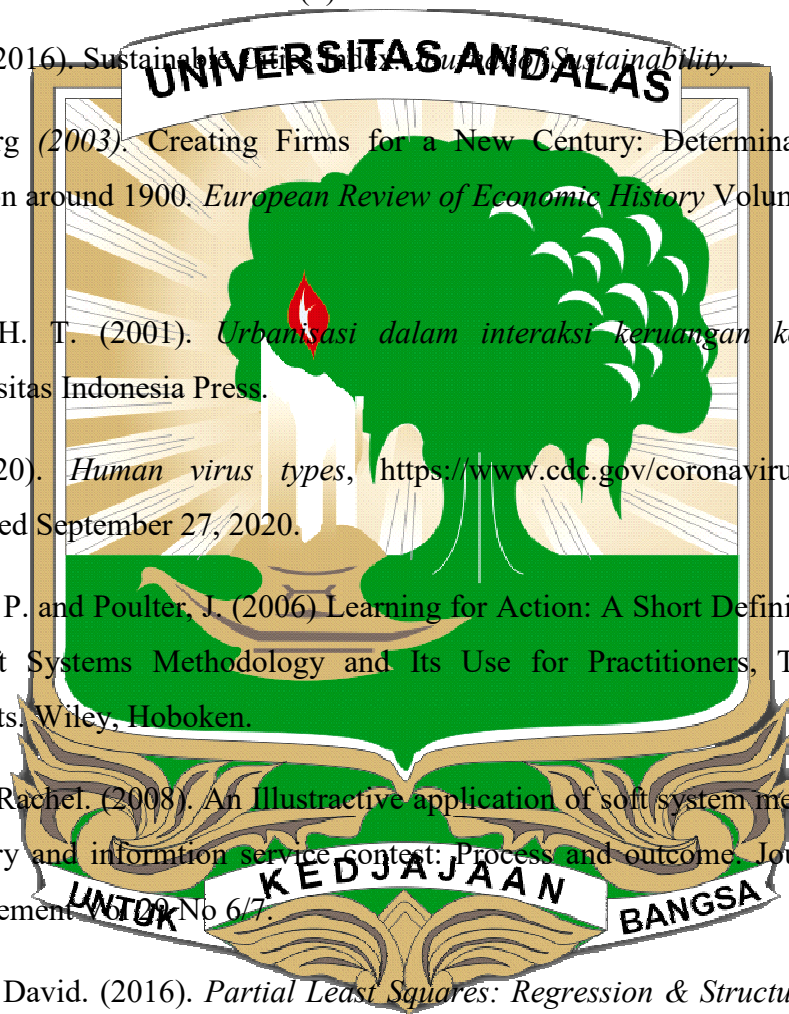 UNIVERSITAS ANDALAS
2016). Sustainable Cities Index. Journal of Sustainability.
rg (2003). Creating Firms for a New Century: Determina
on around 1900. European Review of Economic History Volum
H. T. (2001). Urbanisasi dalam interaksi keruangan k
sitas Indonesia Press.
20). Human virus types, https://www.cdc.gov/coronaviru
ed September 27, 2020.
P. and Poulter, J. (2006) Learning for Action: A Short Defini
t Systems Methodology and Its Use for Practitioners, T
ts. Wiley, Hoboken.
Rachel. (2008). An Illustractive application of soft system me
ry and informtion service contest: Process and outcome. Jou
ement Vol 29 No 6/7.
UNTUK KEDJAJAAN BANGSA
David. (2016). Partial Least Squares: Regression & Structu